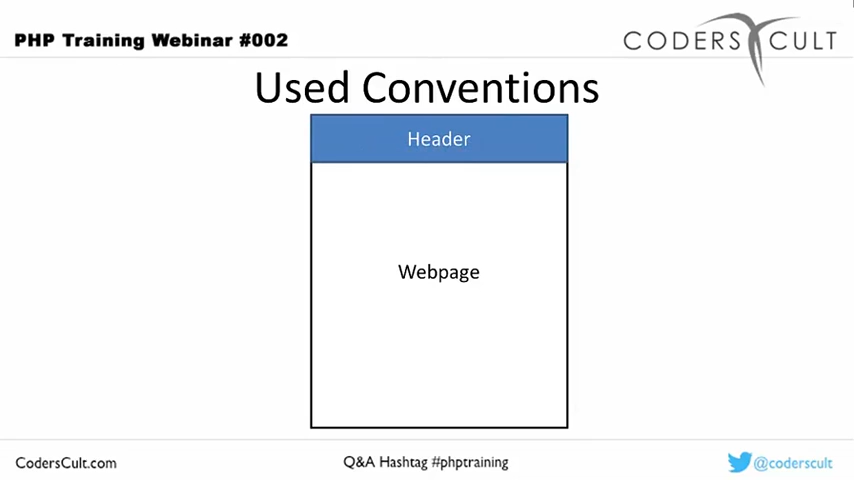 PHP Training Webinar #002
CODERS CULT
Used Conventions
Header
Webpage
CodersCult.com
Q&A Hashtag #phptraining
@coderscult